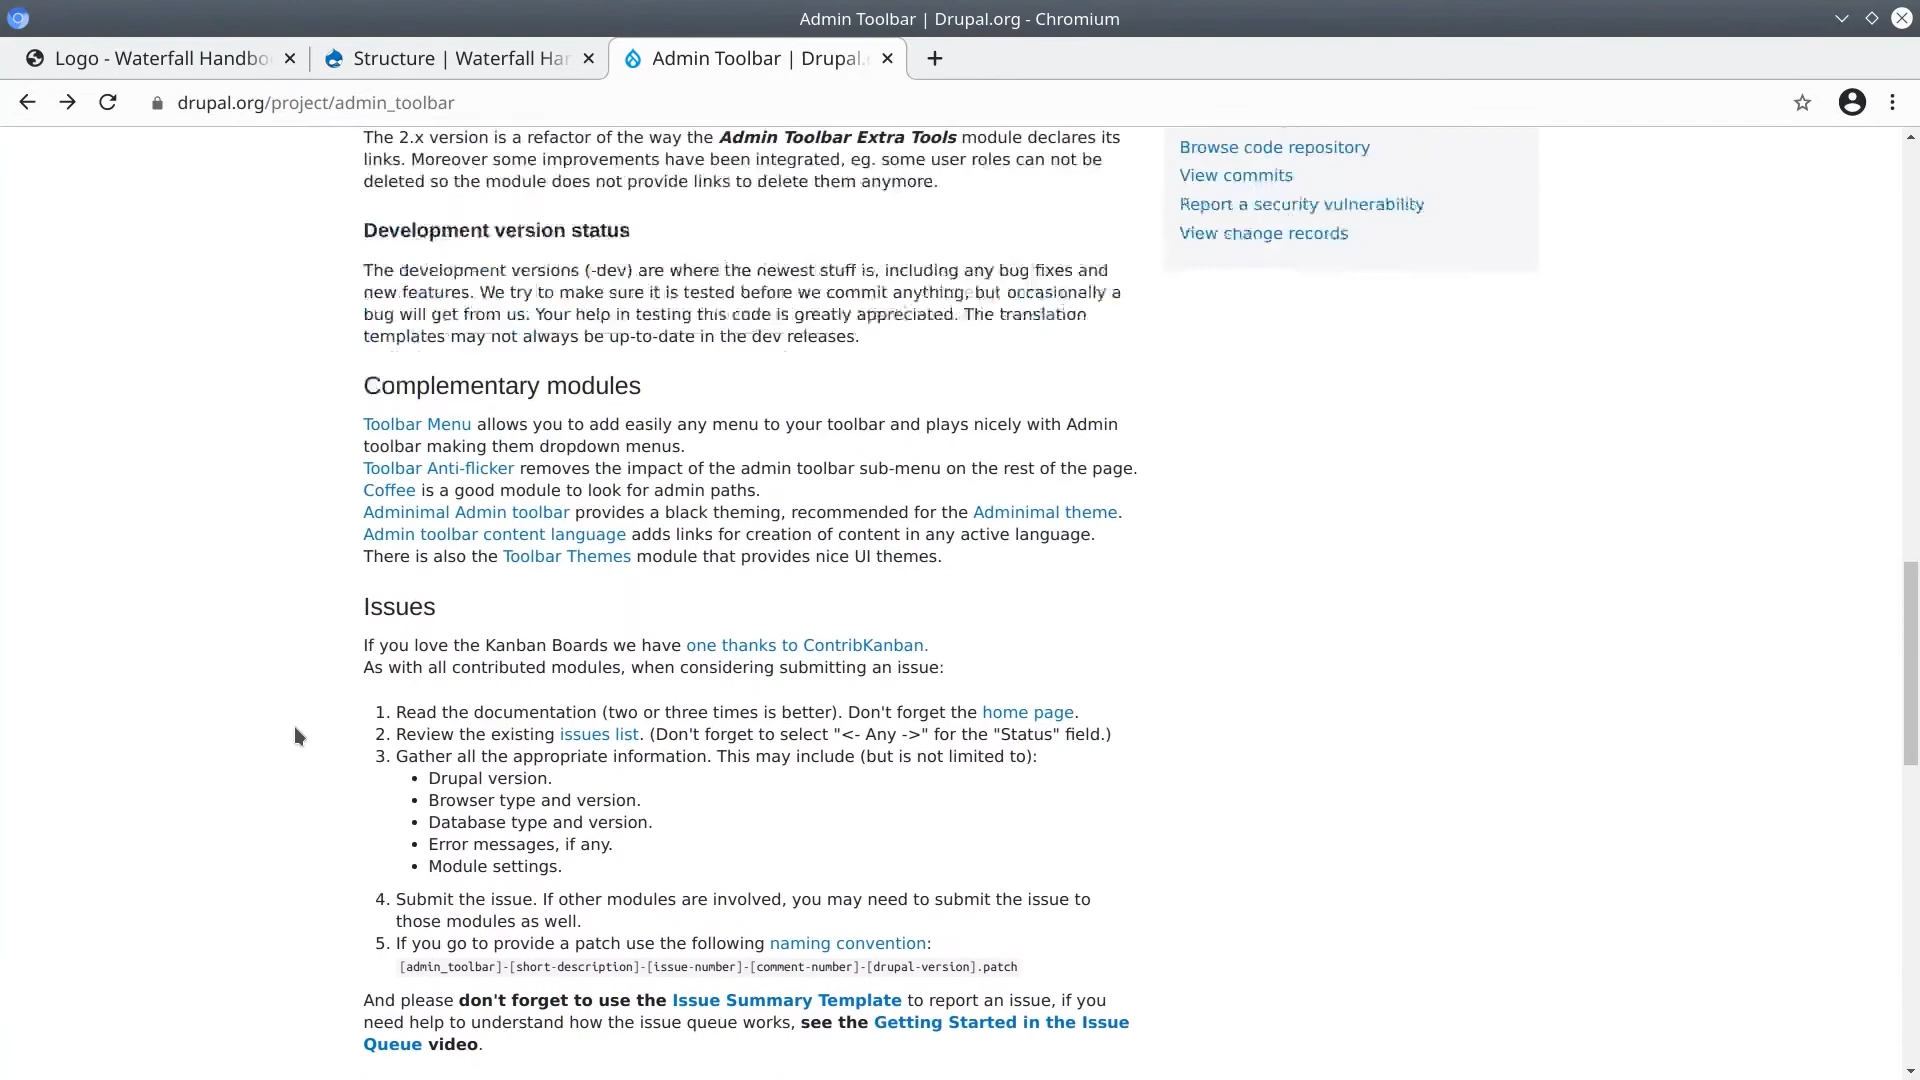 Admin Toolbar | Drupal.org - Chromium
Logo - Waterfall Handbo
Structure | Waterfall Har
Admin Toolbar | Drupal.
drupal.org/project/admin_toolbar
The 2.x version is a refactor of the way the Admin Toolbar Extra Tools module declares its
links. Moreover some improvements have been integrated, eg. some user roles can not be
deleted so the module does not provide links to delete them anymore.
Browse code repository
View commits
Report a security vulnerability
View change records
Development version status
The development versions (-dev) are where the newest stuff is, including any bug fixes and
new features. We try to make sure it is tested before we commit anything, but occasionally a
bug will get from us. Your help in testing this code is greatly appreciated. The translation
templates may not always be up-to-date in the dev releases.
Complementary modules
Toolbar Menu allows you to add easily any menu to your toolbar and plays nicely with Admin
toolbar making them dropdown menus.
Toolbar Anti-flicker removes the impact of the admin toolbar sub-menu on the rest of the page.
Coffee is a good module to look for admin paths.
Adminimal Admin toolbar provides a black theming, recommended for the Adminimal theme.
Admin toolbar content language adds links for creation of content in any active language.
There is also the Toolbar Themes module that provides nice UI themes.
Issues
If you love the Kanban Boards we have one thanks to ContribKanban.
As with all contributed modules, when considering submitting an issue:
1. Read the documentation (two or three times is better). Don't forget the home page.
2. Review the existing issues list. (Don't forget to select "<- Any ->" for the "Status" field.)
3. Gather all the appropriate information. This may include (but is not limited to):
• Drupal version.
• Browser type and version.
• Database type and version.
• Error messages, if any.
• Module settings.
4. Submit the issue. If other modules are involved, you may need to submit the issue to
those modules as well.
5. If you go to provide a patch use the following naming convention:
[admin_toolbar]-[short-description]-[issue-number]-[comment-number]-[drupal-version].patch
And please don't forget to use the Issue Summary Template to report an issue, if you
need help to understand how the issue queue works, see the Getting Started in the Issue
Queue video.